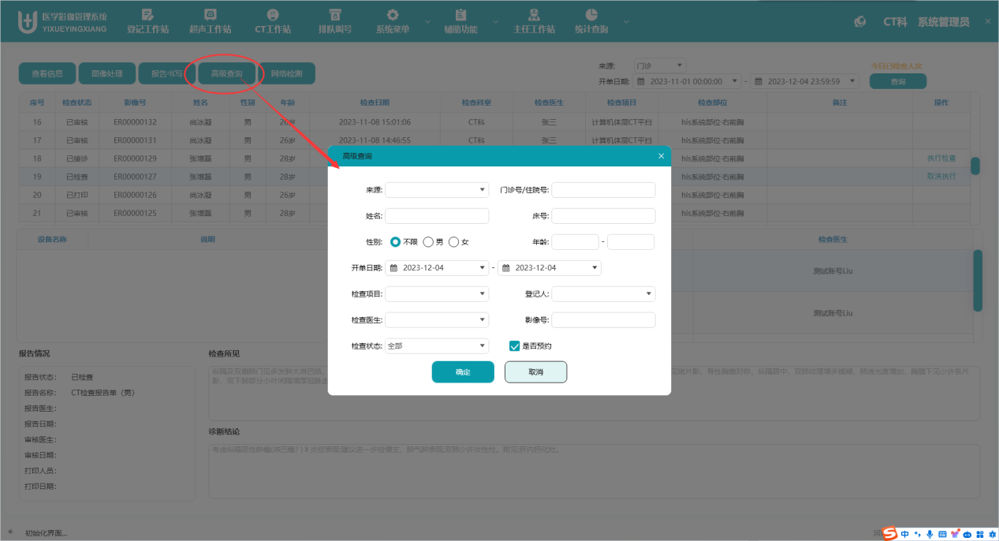 医学影像管理系统
YIXUEYINGXIANG
登记工作站 超声工作站 CT工作站 排队叫号 系统菜单 辅助功能 主任工作站 统计查询 CT科 系统管理员
查看信息 图像处理 报告书写 高级查询 网络检测
来源: 门诊 今日已检查人次
开单日期: 2023-11-01 00:00:00 - 2023-12-04 23:59:59 查询
序号 检查状态 影像号 姓名 性别 年龄 检查日期 检查科室 检查医生 检查项目 检查部位 备注 操作
16 已审核 ER00000132 尚冰凝 男 26岁 2023-11-08 15:01:06 CT科 张三 计算机体层CT平扫 his系统部位-右前胸
17 已审核 ER00000131 尚冰凝 男 26岁 2023-11-08 14:46:55 CT科 张三 计算机体层CT平扫 his系统部位-右前胸
18 已接诊 ER00000129 张增磊 男 28岁 his系统部位-右前胸 执行检查
19 已检查 ER00000127 张增磊 男 28岁 his系统部位-右前胸 取消执行
20 已打印 ER00000126 尚冰凝 男 26岁 his系统部位-右前胸
21 已审核 ER00000125 张增磊 男 28岁 his系统部位-右前胸
设备名称 说明 检查医生
测试账号Liu
测试账号Liu
高级查询
来源: 门诊号/住院号:
姓名: 床号:
性别: 不限 男 女 年龄: -
开单日期: 2023-12-04 - 2023-12-04
检查项目: 登记人:
检查医生: 影像号:
检查状态: 全部 是否预约
确定 取消
报告情况
报告状态: 已检查
报告名称: CT检查报告单（男）
报告医生:
报告日期:
审核医生:
审核日期:
打印人员:
打印日期:
检查所见
纵隔及双侧肺门见多发肿大淋巴结, 见斑片影，骨性胸廓对称，纵隔居中，双肺纹理增多模糊，肺透光度增加，胸膜下见少许条片
影，双下肺部分小叶间隔增厚
诊断结论
考虑纵隔恶性肿瘤(淋巴瘤/ )¥炎症表现;建议进一步检查 肺气肿表现;双肺少许炎性灶。附见:肝内钙化灶。
初始化界面...
中